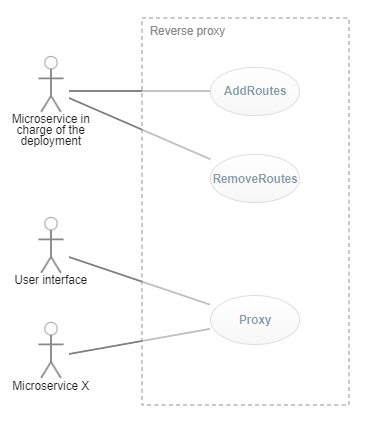 Reverse proxy
AddRoutes
Microservice in
charge of the
deployment
RemoveRoutes
User interface
Proxy
Microservice X